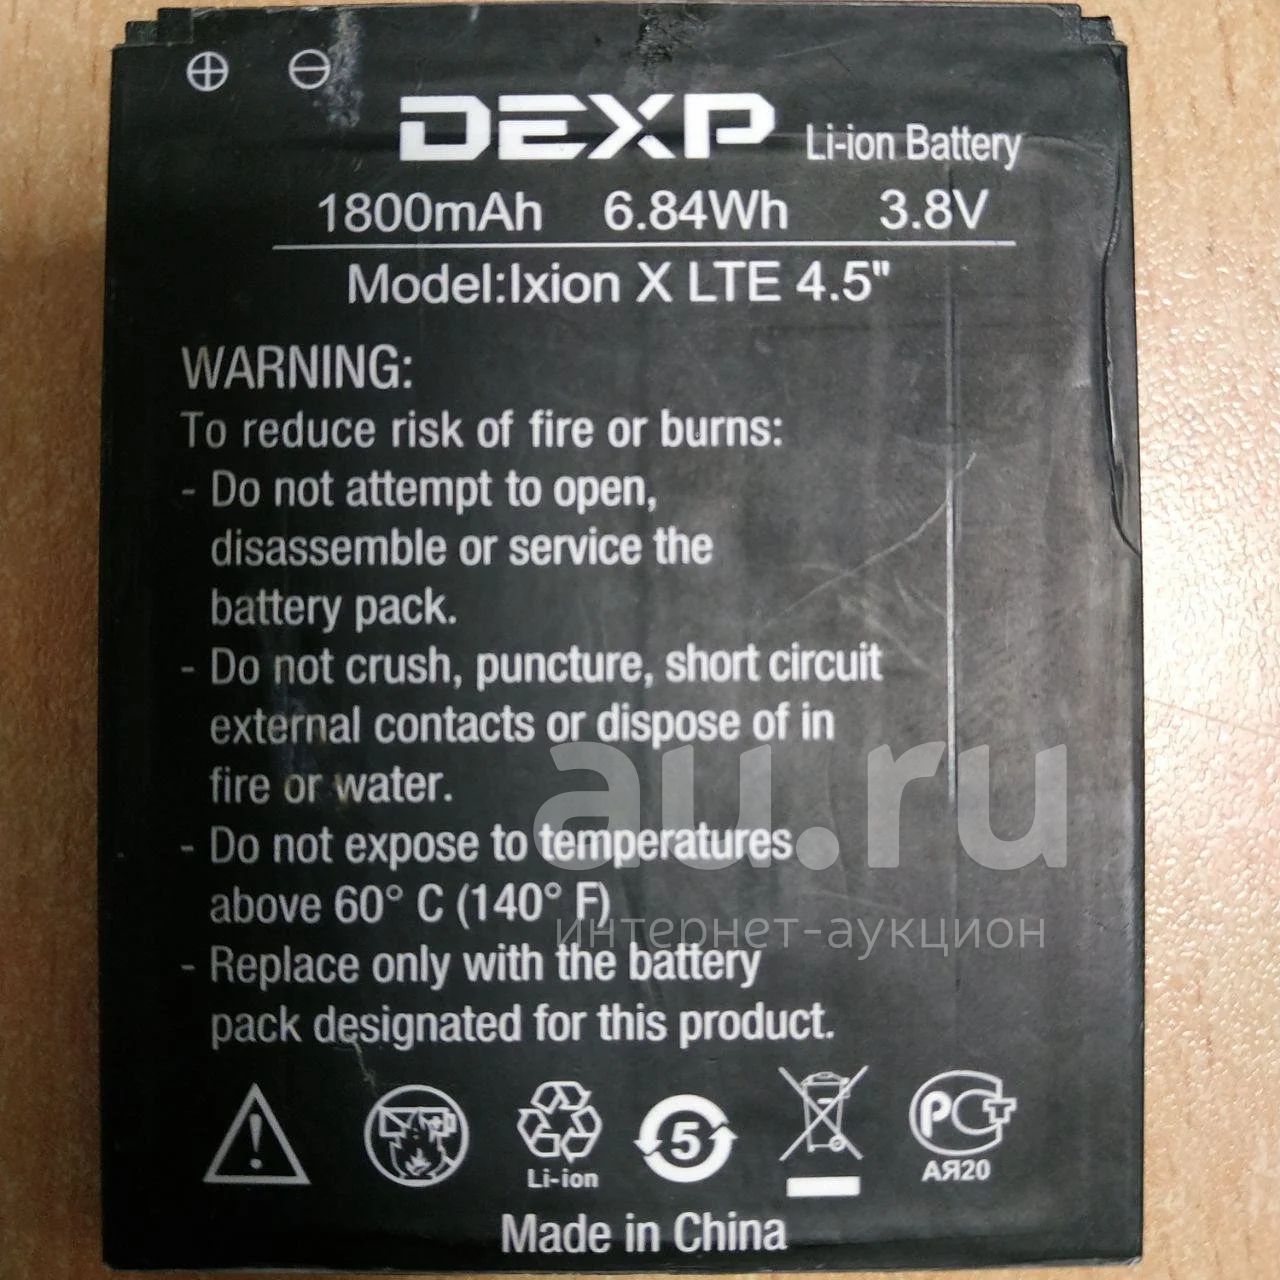 DEXP Li-ion Battery
1800mAh 6.84Wh 3.8V
Model:Ixion X LTE 4.5"
WARNING:
To reduce risk of fire or burns:
- Do not attempt to open,
disassemble or service the
battery pack.
- Do not crush, puncture, short circuit
external contacts or dispose of in
fire or water.
- Do not expose to temperatures
above 60° C (140° F)
- Replace only with the battery
pack designated for this product.
au.ru
интернет-аукцион
Li-ion
5
РСТ
АЯ20
Made in China